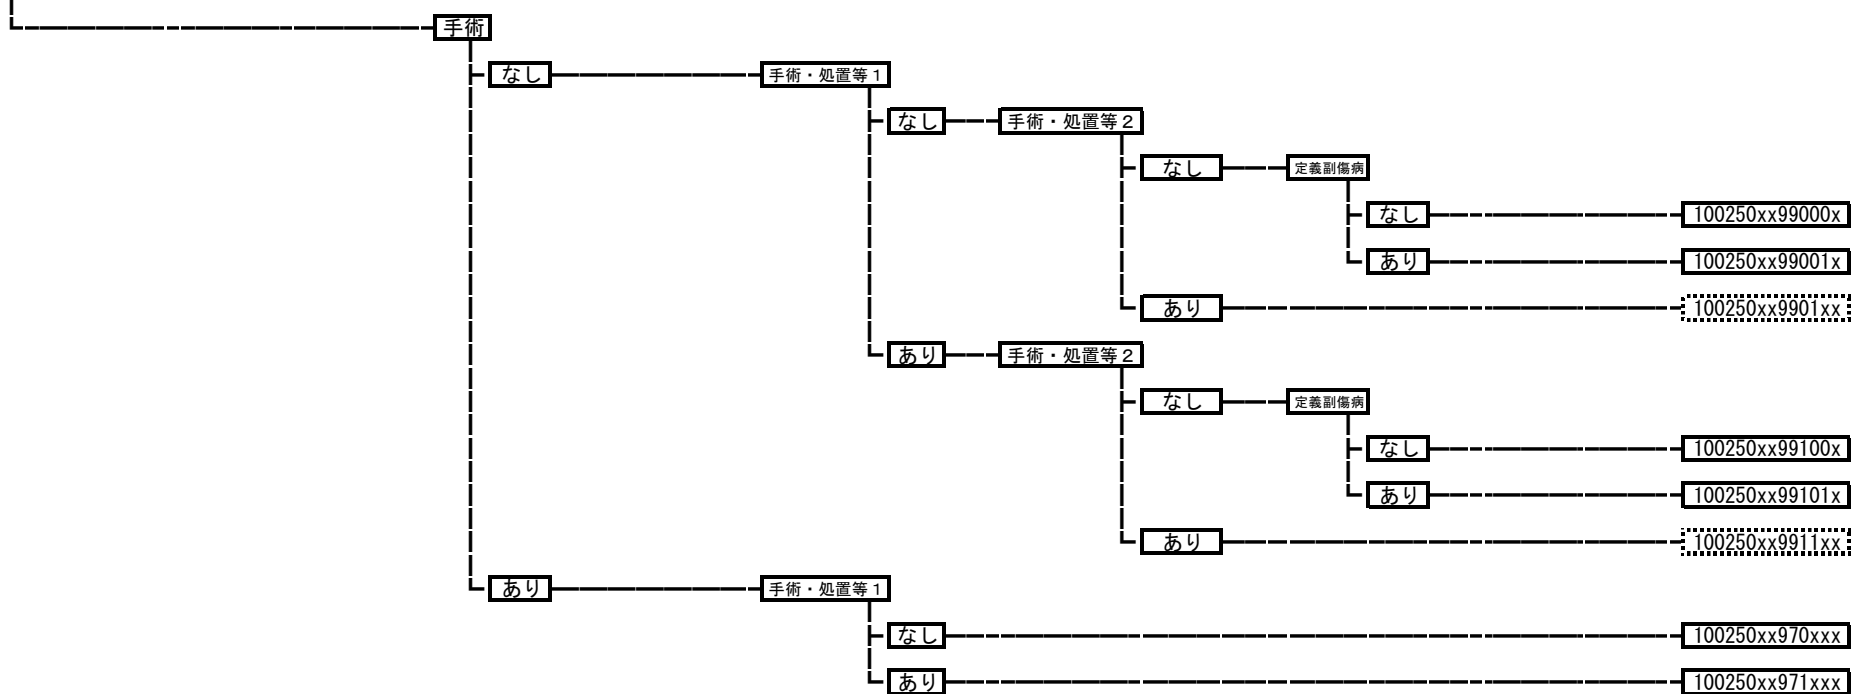 手術
なし 手術・処置等１
なし 手術・処置等２
なし 定義副傷病
なし 100250xx99000x
あり 100250xx99001x
あり 100250xx9901xx
あり 手術・処置等２
なし 定義副傷病
なし 100250xx99100x
あり 100250xx99101x
あり 100250xx9911xx
あり 手術・処置等１
なし 100250xx970xxx
あり 100250xx971xxx